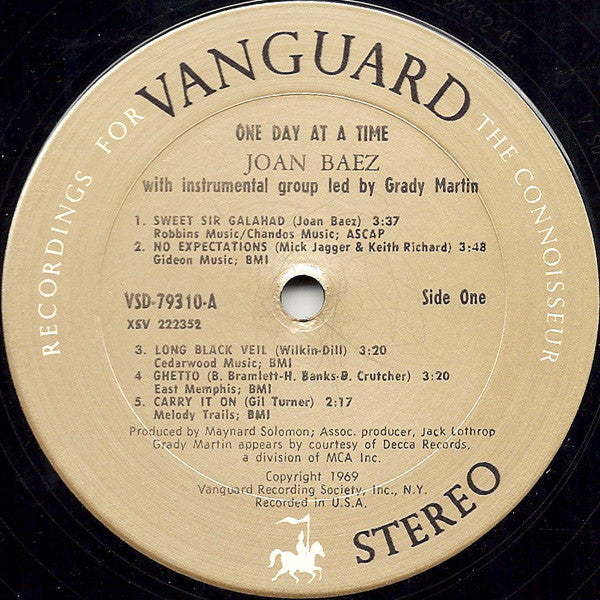 RECORDINGS FOR VANGUARD THE CONNOISSEUR
ONE DAY AT A TIME
JOAN BAEZ
with instrumental group led by Grady Martin
1. SWEET SIR GALAHAD (Joan Baez) 3:37
Robbins Music/Chandos Music; ASCAP
2. NO EXPECTATIONS (Mick Jagger & Keith Richard) 3:48
Gideon Music; BMI
VSD-79310-A Side One
XSV 222352
3. LONG BLACK VEIL (Wilkin-Dill) 3:20
Cedarwood Music; BMI
4 GHETTO (B. Bramlett-H. Banks-B. Crutcher) 3:20
East Memphis; BMI
5. CARRY IT ON (Gil Turner) 2:17
Melody Trails; BMI
Produced by Maynard Solomon; Assoc. producer, Jack Lothrop
Grady Martin appears by courtesy of Decca Records,
a division of MCA Inc.
Copyright 1969
Vanguard Recording Society, Inc., N.Y.
Recorded in U.S.A.
STEREO